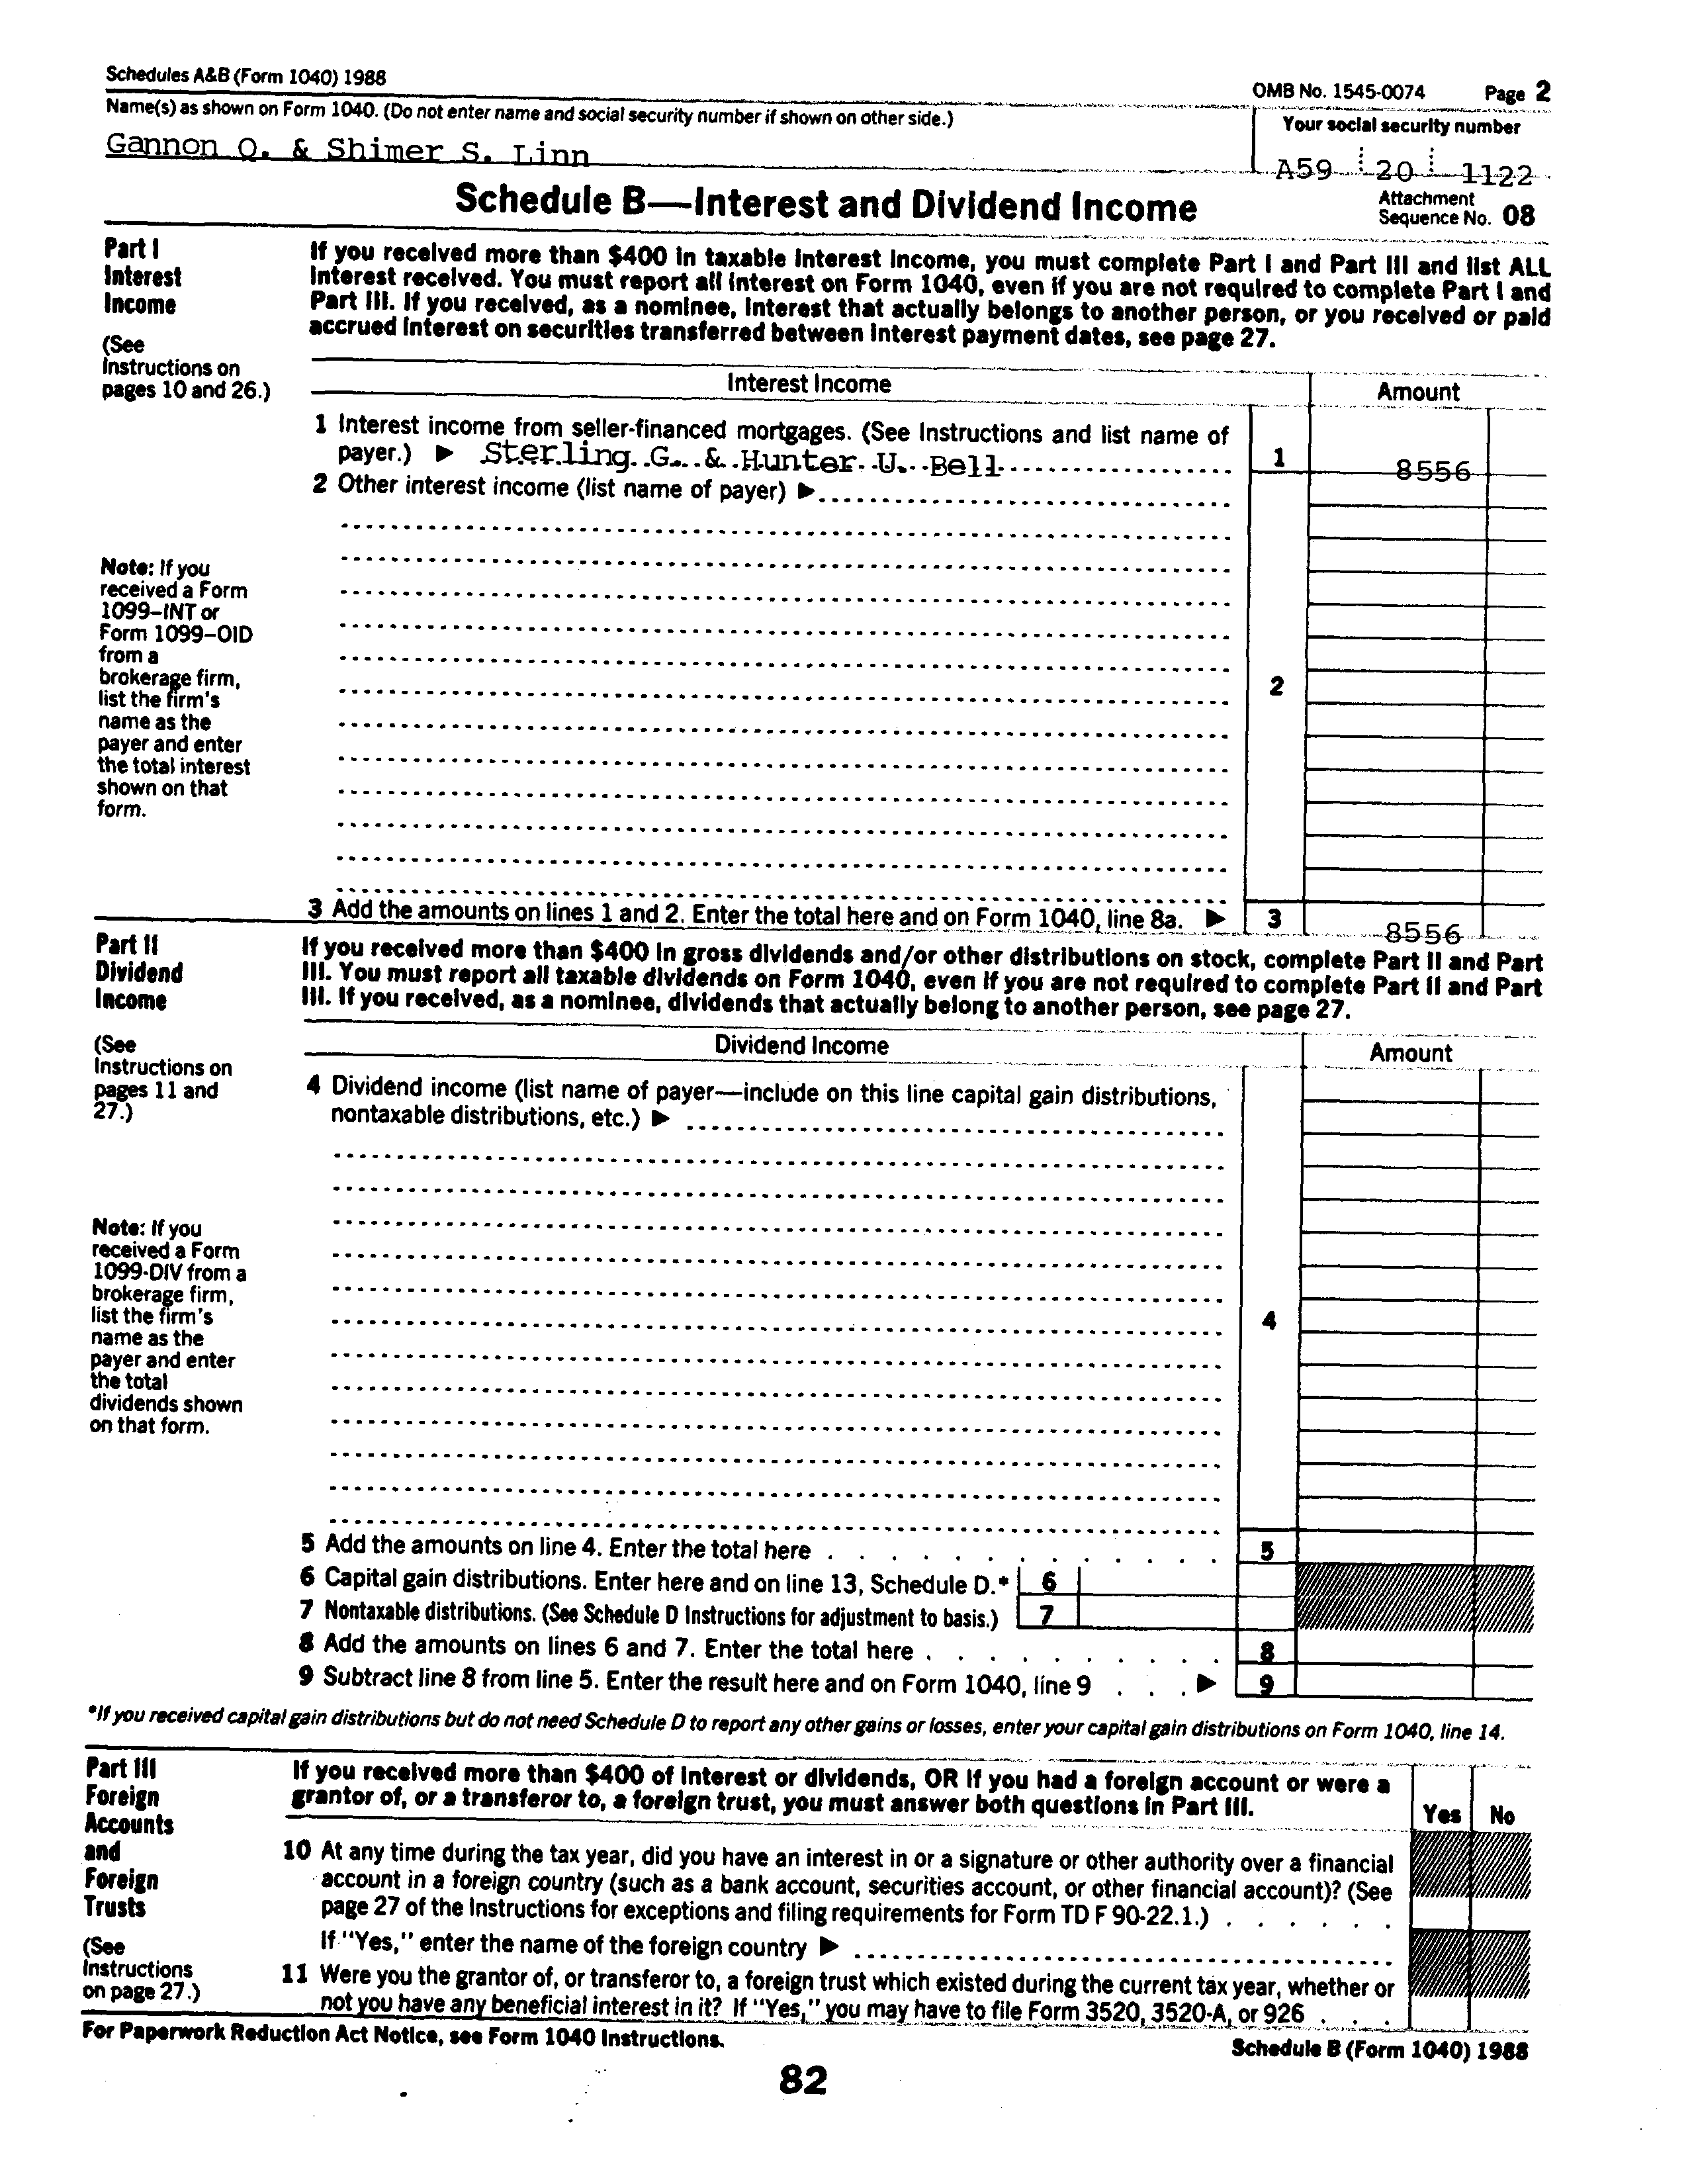 Schedules A&B (Form 1040) 1988
OMB No. 1545-0074 Page 2
Name(s) as shown on Form 1040. (Do not enter name and social security number if shown on other side.)
Your social security number
Gannon Q. & Shimer S. Linn
A59 20 1122
Schedule B—Interest and Dividend Income
Attachment
Sequence No. 08
Part I
Interest
Income
(See
Instructions on
pages 10 and 26.)
If you received more than $400 in taxable interest income, you must complete Part I and Part III and list ALL
interest received. You must report all interest on Form 1040, even if you are not required to complete Part I and
Part III. If you received, as a nominee, interest that actually belongs to another person, or you received or paid
accrued interest on securities transferred between interest payment dates, see page 27.
Interest Income Amount
1 Interest income from seller-financed mortgages. (See Instructions and list name of
payer.) ▶ Sterling G. & Hunter U. Bell 1 8556
2 Other interest income (list name of payer) ▶
Note: If you
received a Form
1099–INT or
Form 1099–OID
from a
brokerage firm,
list the firm's
name as the
payer and enter
the total interest
shown on that
form.
2
3 Add the amounts on lines 1 and 2. Enter the total here and on Form 1040, line 8a. ▶ 3 8556
Part II
Dividend
Income
(See
Instructions on
pages 11 and
27.)
If you received more than $400 in gross dividends and/or other distributions on stock, complete Part II and Part
III. You must report all taxable dividends on Form 1040, even if you are not required to complete Part II and Part
III. If you received, as a nominee, dividends that actually belong to another person, see page 27.
Dividend Income Amount
4 Dividend income (list name of payer—include on this line capital gain distributions,
nontaxable distributions, etc.) ▶
Note: If you
received a Form
1099-DIV from a
brokerage firm,
list the firm's
name as the
payer and enter
the total
dividends shown
on that form.
4
5 Add the amounts on line 4. Enter the total here . . . . . . . . . . . . . 5
6 Capital gain distributions. Enter here and on line 13, Schedule D.* 6
7 Nontaxable distributions. (See Schedule D Instructions for adjustment to basis.) 7
8 Add the amounts on lines 6 and 7. Enter the total here . . . . . . . . . . 8
9 Subtract line 8 from line 5. Enter the result here and on Form 1040, line 9 . . . ▶ 9
*If you received capital gain distributions but do not need Schedule D to report any other gains or losses, enter your capital gain distributions on Form 1040, line 14.
Part III
Foreign
Accounts
and
Foreign
Trusts
(See
Instructions
on page 27.)
If you received more than $400 of interest or dividends, OR if you had a foreign account or were a
grantor of, or a transferor to, a foreign trust, you must answer both questions in Part III.
Yes No
10 At any time during the tax year, did you have an interest in or a signature or other authority over a financial
account in a foreign country (such as a bank account, securities account, or other financial account)? (See
page 27 of the Instructions for exceptions and filing requirements for Form TD F 90-22.1.) . . . . . .
If "Yes," enter the name of the foreign country ▶
11 Were you the grantor of, or transferor to, a foreign trust which existed during the current tax year, whether or
not you have any beneficial interest in it? If "Yes," you may have to file Form 3520, 3520-A, or 926 . . .
For Paperwork Reduction Act Notice, see Form 1040 Instructions.
Schedule B (Form 1040) 1988
82